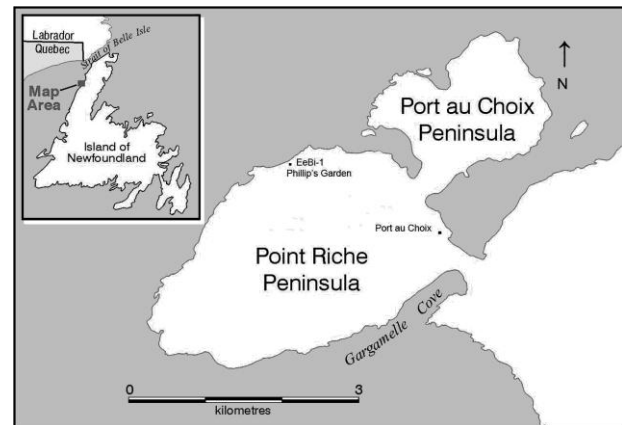 Labrador
Quebec
Strait of Belle Isle
Map
Area
Island of
Newfoundland
N
Port au Choix
Peninsula
EeBi-1
Phillip's Garden
Port au Choix
Point Riche
Peninsula
Gargamelle Cove
0 3
kilometres